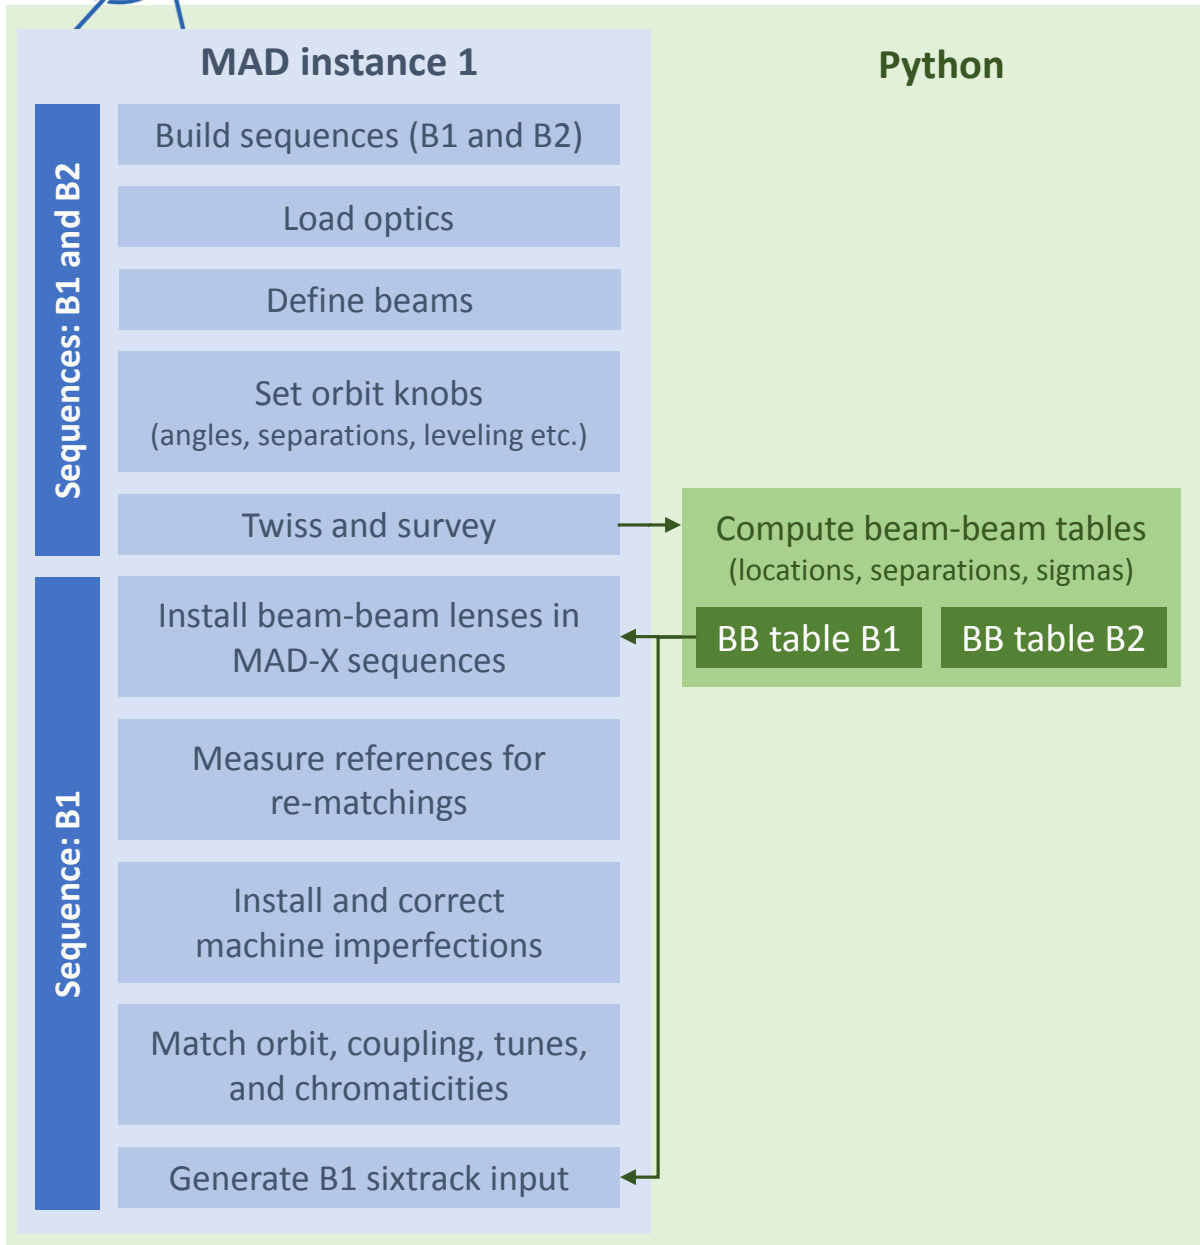 MAD instance 1
Python
Sequences: B1 and B2
Build sequences (B1 and B2)
Load optics
Define beams
Set orbit knobs
(angles, separations, leveling etc.)
Twiss and survey
Compute beam-beam tables
(locations, separations, sigmas)
BB table B1
BB table B2
Sequence: B1
Install beam-beam lenses in
MAD-X sequences
Measure references for
re-matchings
Install and correct
machine imperfections
Match orbit, coupling, tunes,
and chromaticities
Generate B1 sixtrack input